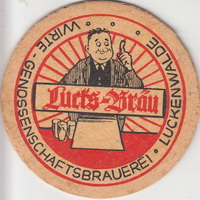 WIRTE · GENOSSENSCHAFTSBRAUEREI · LUCKENWALDE ·
Lucks-Bräu